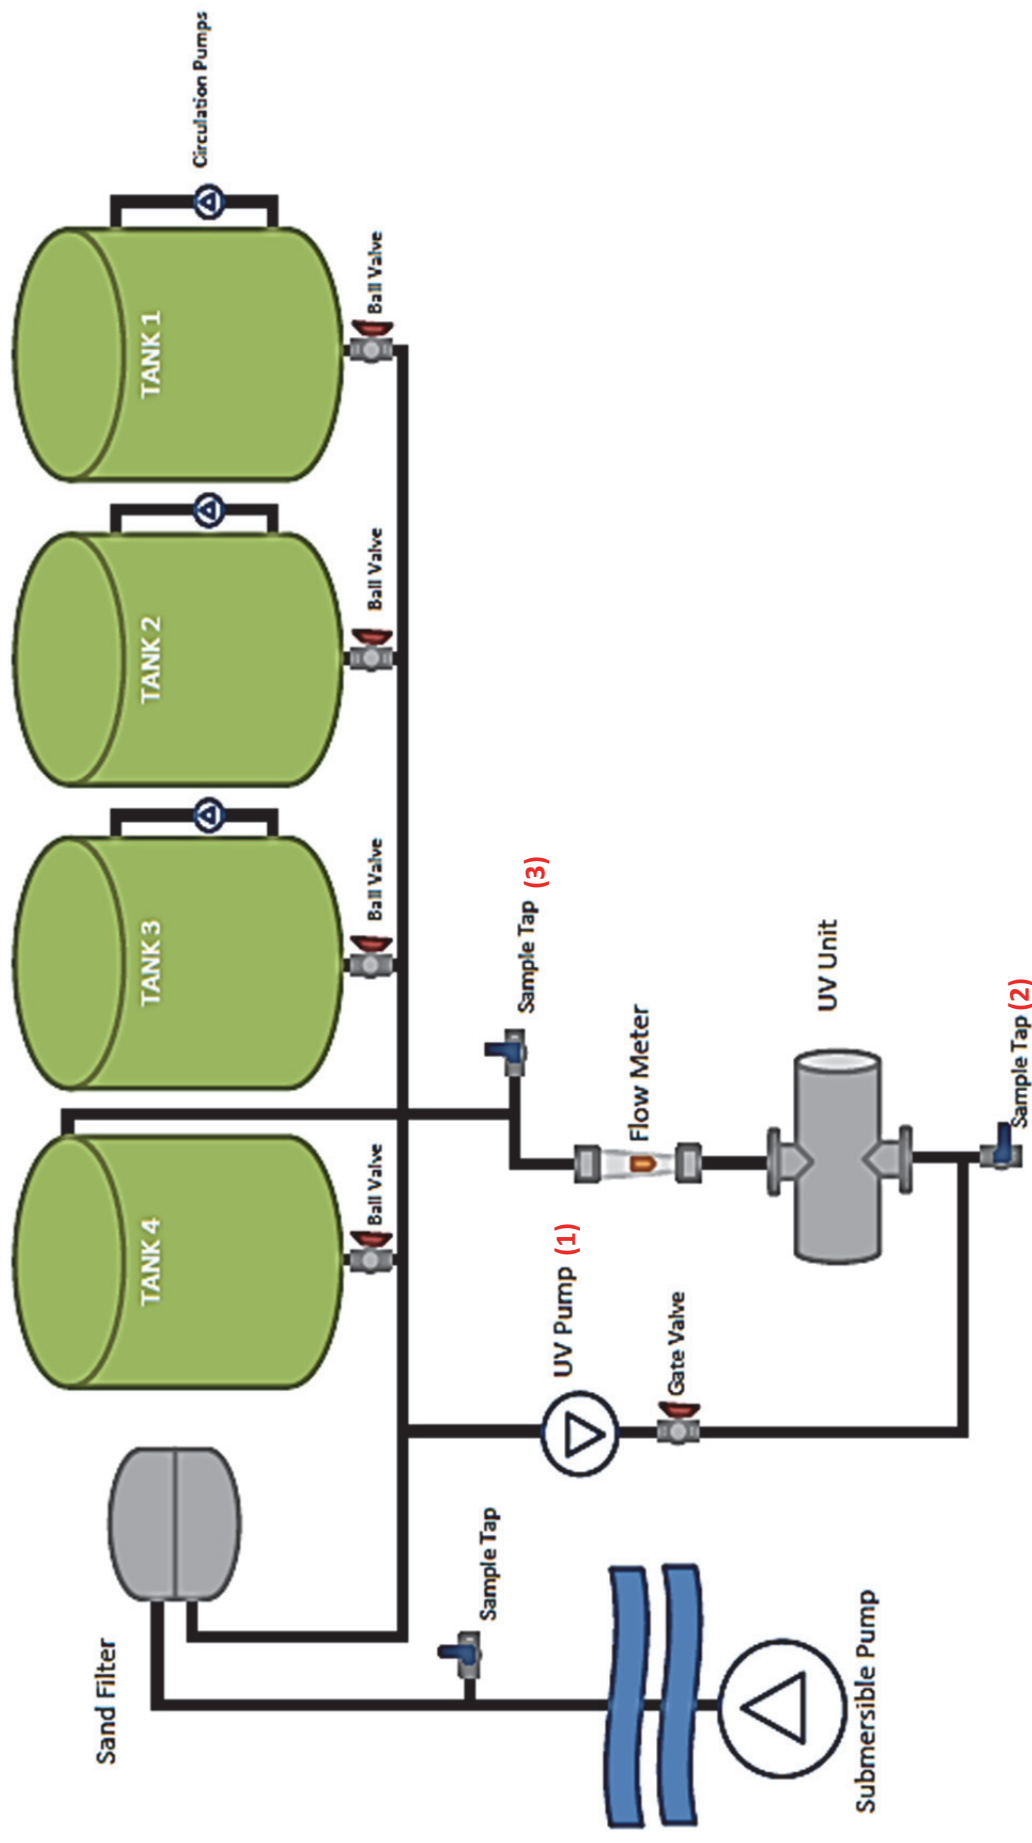 Circulation Pumps
TANK 1
Ball Valve
TANK 2
Ball Valve
TANK 3
Ball Valve
TANK 4
Ball Valve
Sand Filter
Sample Tap
Submersible Pump
UV Pump (1)
Gate Valve
Sample Tap (3)
Flow Meter
UV Unit
Sample Tap (2)